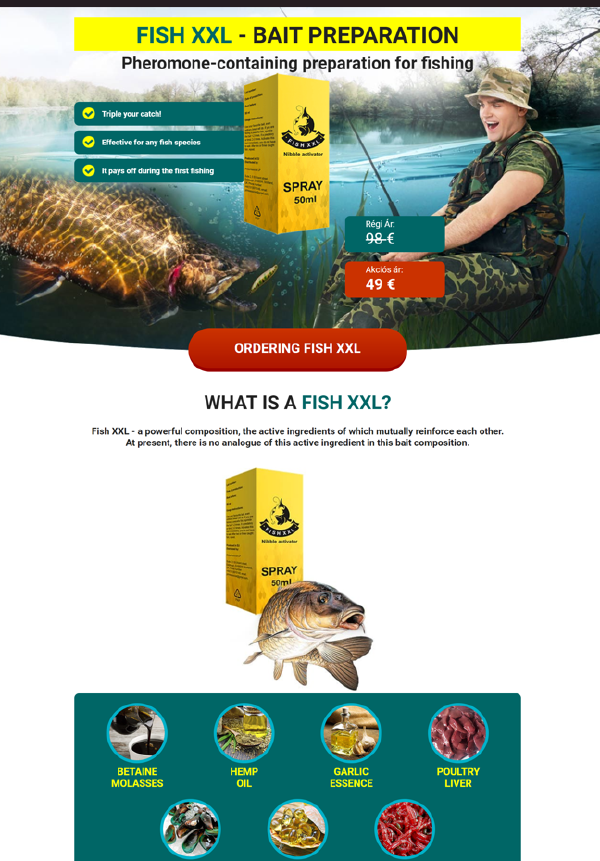 FISH XXL - BAIT PREPARATION
Pheromone-containing preparation for fishing
Triple your catch!
Effective for any fish species
It pays off during the first fishing
FISHXXL
Nibble activator
SPRAY
50ml
Régi Ár:
98 €
Akciós ár:
49 €
ORDERING FISH XXL
WHAT IS A FISH XXL?
Fish XXL - a powerful composition, the active ingredients of which mutually reinforce each other.
At present, there is no analogue of this active ingredient in this bait composition.
FISHXXL
Nibble activator
SPRAY
50ml
BETAINE
MOLASSES
HEMP
OIL
GARLIC
ESSENCE
POULTRY
LIVER